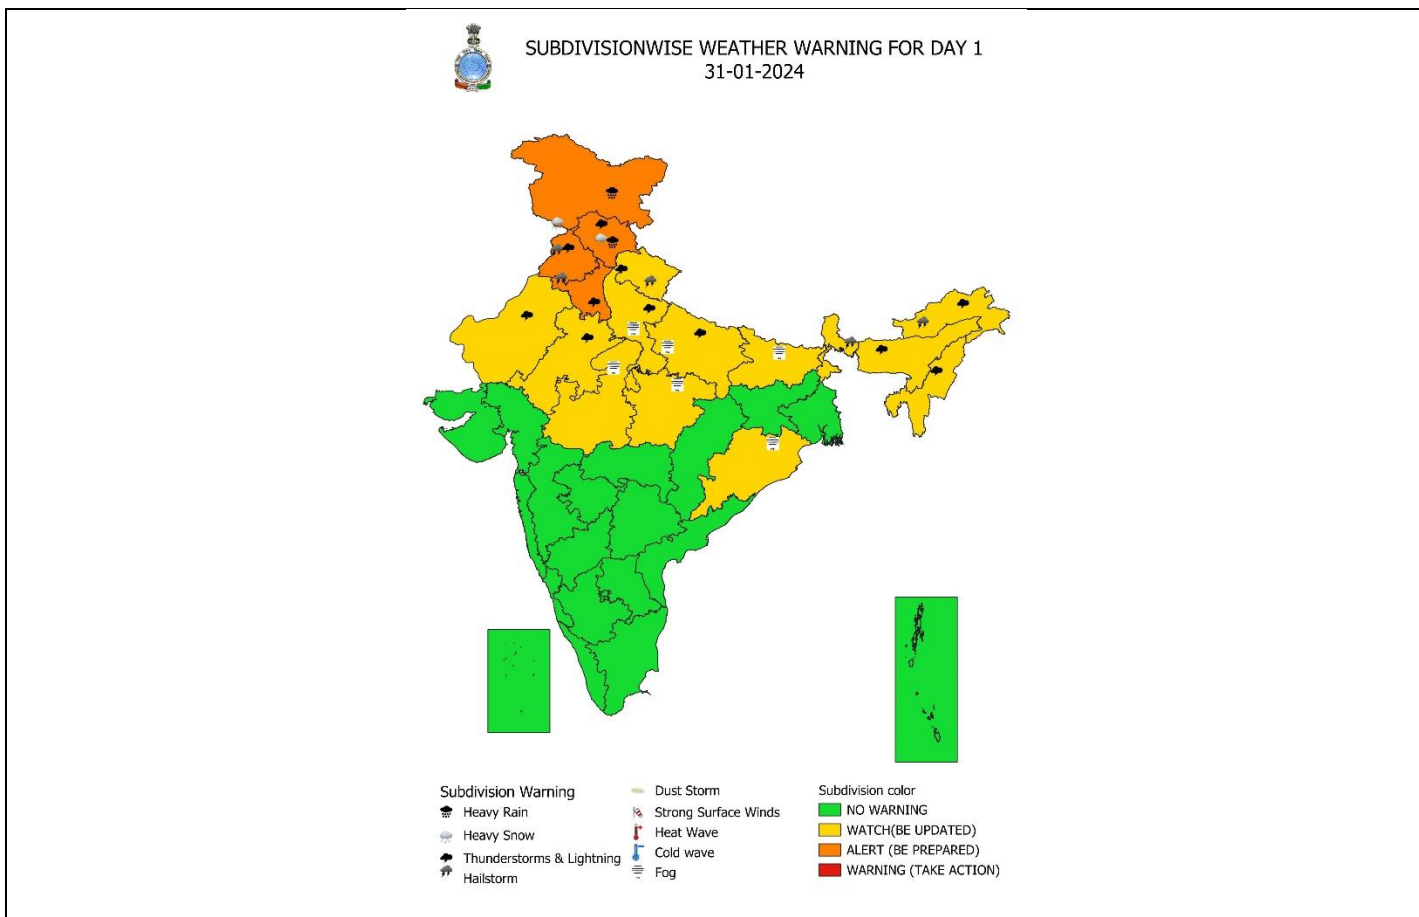 SUBDIVISIONWISE WEATHER WARNING FOR DAY 1
31-01-2024
Subdivision Warning
Heavy Rain
Heavy Snow
Thunderstorms & Lightning
Hailstorm
Dust Storm
Strong Surface Winds
Heat Wave
Cold wave
Fog
Subdivision color
NO WARNING
WATCH(BE UPDATED)
ALERT (BE PREPARED)
WARNING (TAKE ACTION)